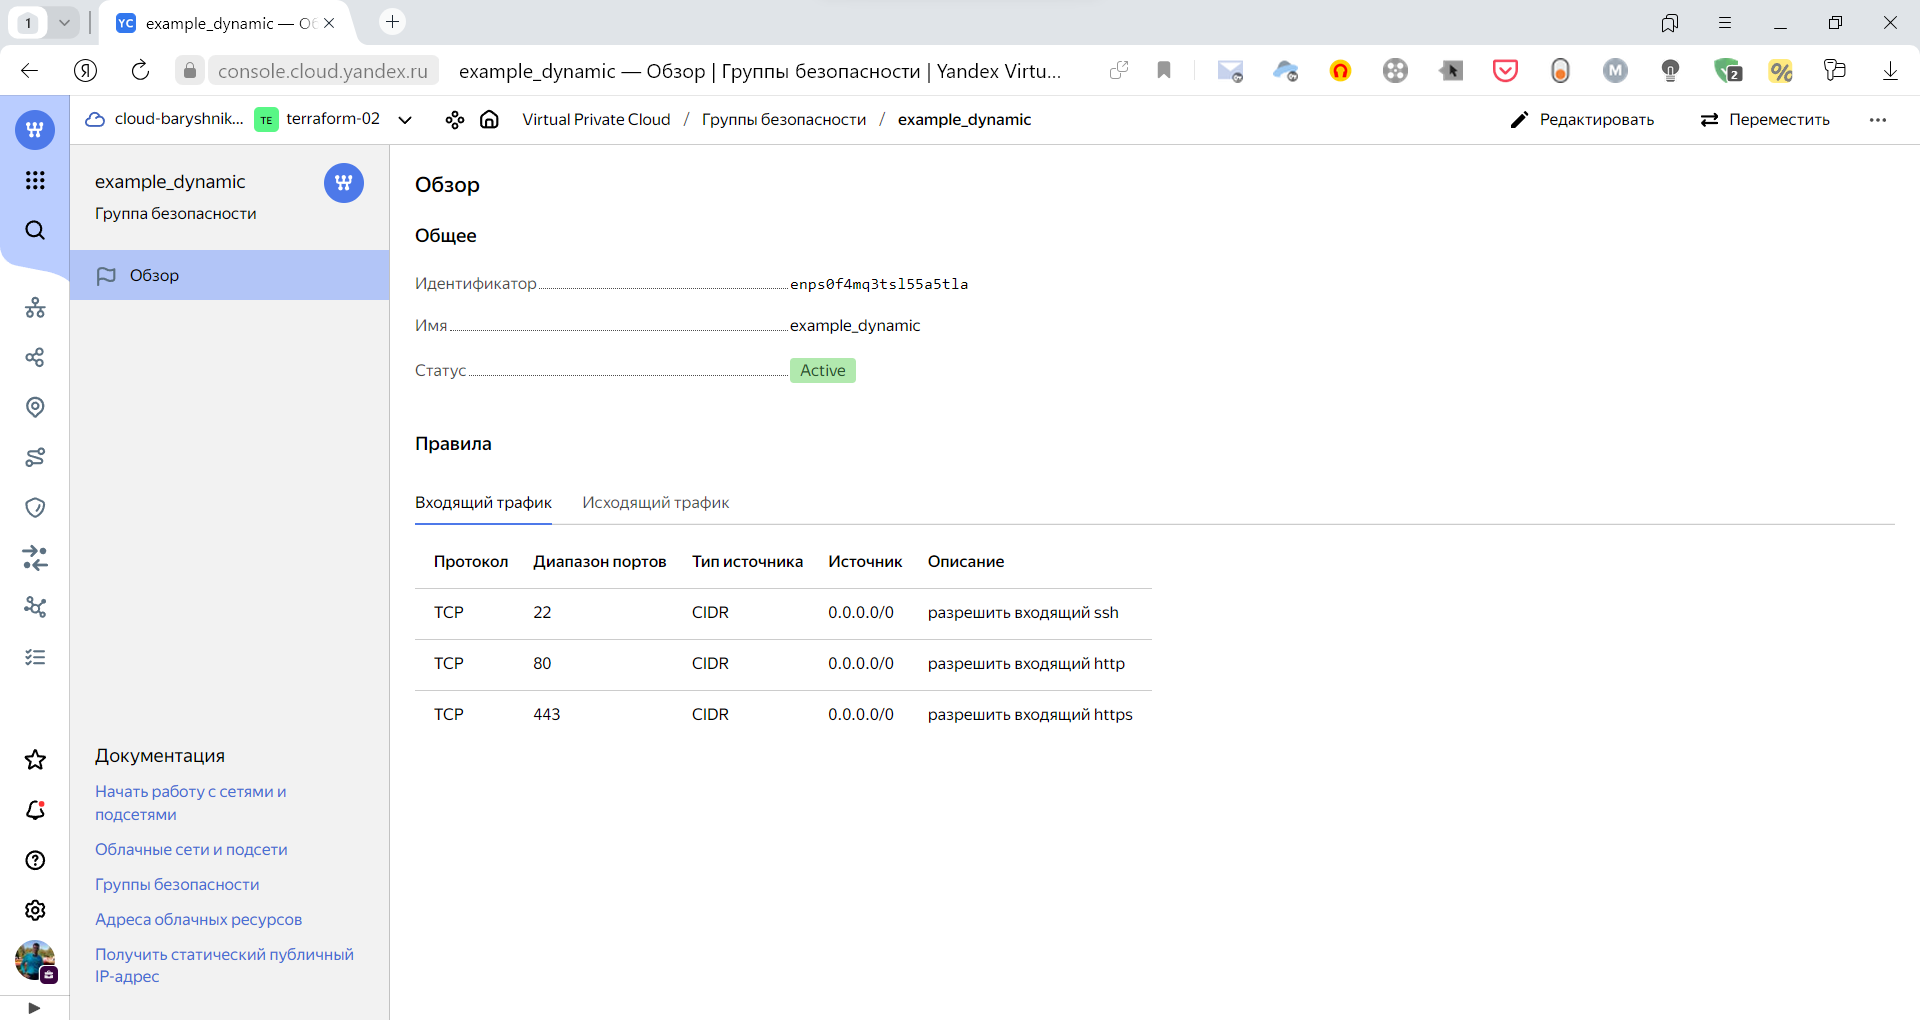 1
YC example_dynamic — Об
Я
console.cloud.yandex.ru
example_dynamic — Обзор | Группы безопасности | Yandex Virtu...
M
2
%
cloud-baryshnik...
TE terraform-02
Virtual Private Cloud / Группы безопасности / example_dynamic
Редактировать
Переместить
example_dynamic
Группа безопасности
Обзор
Документация
Начать работу с сетями и
подсетями
Облачные сети и подсети
Группы безопасности
Адреса облачных ресурсов
Получить статический публичный
IP-адрес
Обзор
Общее
Идентификатор enps0f4mq3tsl55a5tla
Имя example_dynamic
Статус Active
Правила
Входящий трафик Исходящий трафик
Протокол Диапазон портов Тип источника Источник Описание
TCP 22 CIDR 0.0.0.0/0 разрешить входящий ssh
TCP 80 CIDR 0.0.0.0/0 разрешить входящий http
TCP 443 CIDR 0.0.0.0/0 разрешить входящий https